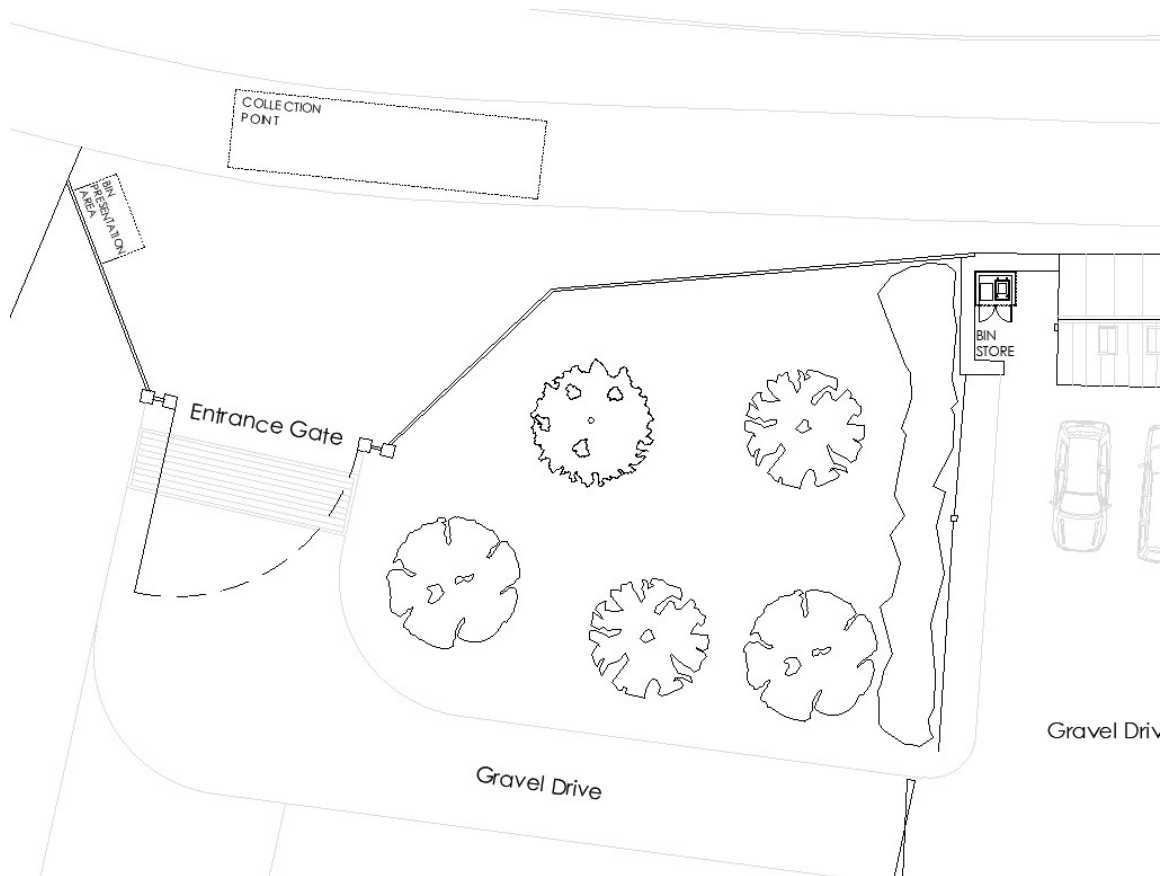 COLLECTION
POINT
BIN
PRESENTATION
AREA
BIN
STORE
Entrance Gate
Gravel Driv
Gravel Drive